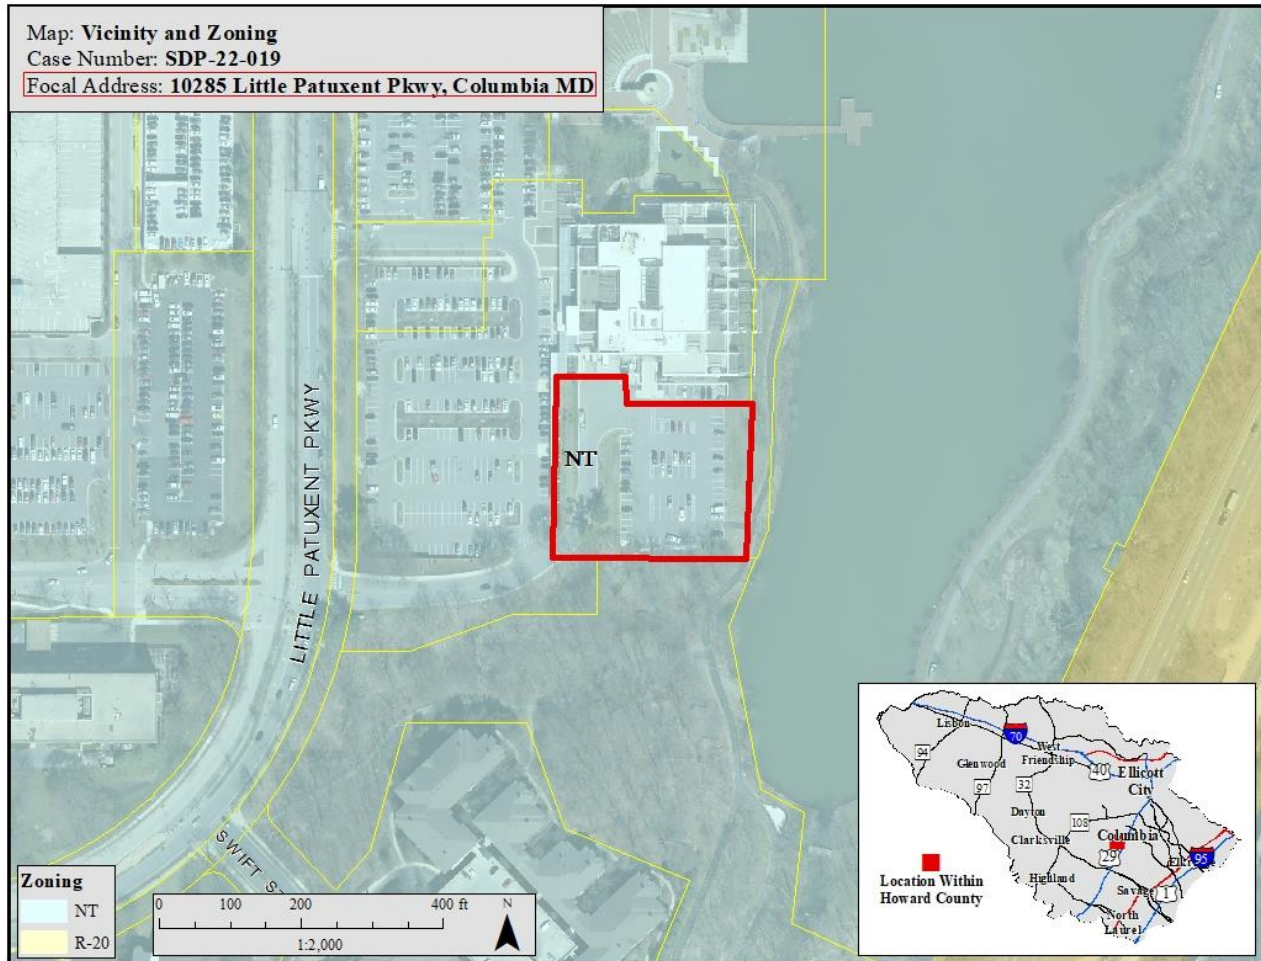 Map: Vicinity and Zoning
Case Number: SDP-22-019
Focal Address: 10285 Little Patuxent Pkwy, Columbia MD
LITTLE PATUXENT PKWY
NT
SWIFT
Zoning
NT
R-20
0 100 200 400 ft
1:2,000
N
Lisbon
70
94
Glenwood
West
Friendship
40
Ellicott
City
97
32
Dayton
108
Clarksville
Columbia
29
95
Highland
Savage
1
North
Laurel
Location Within
Howard County